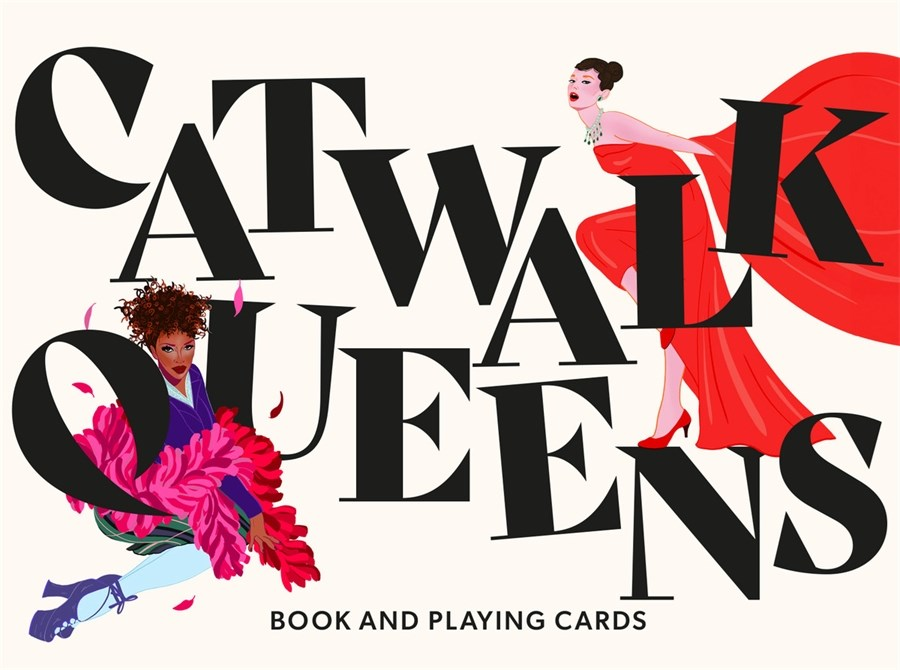 CATWALK
QUEENS
BOOK AND PLAYING CARDS